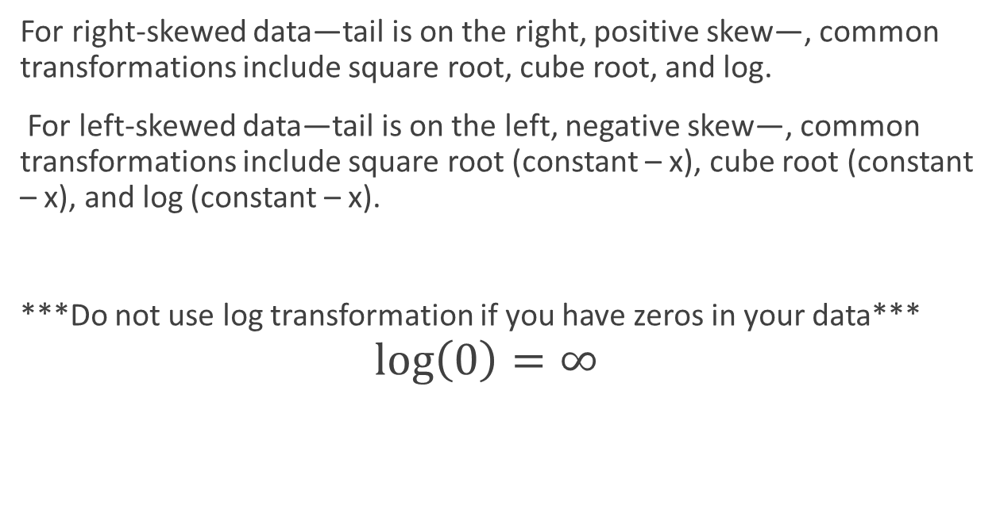 For right-skewed data—tail is on the right, positive skew—, common
transformations include square root, cube root, and log.
For left-skewed data—tail is on the left, negative skew—, common
transformations include square root (constant – x), cube root (constant
– x), and log (constant – x).
***Do not use log transformation if you have zeros in your data***
log(0) = ∞